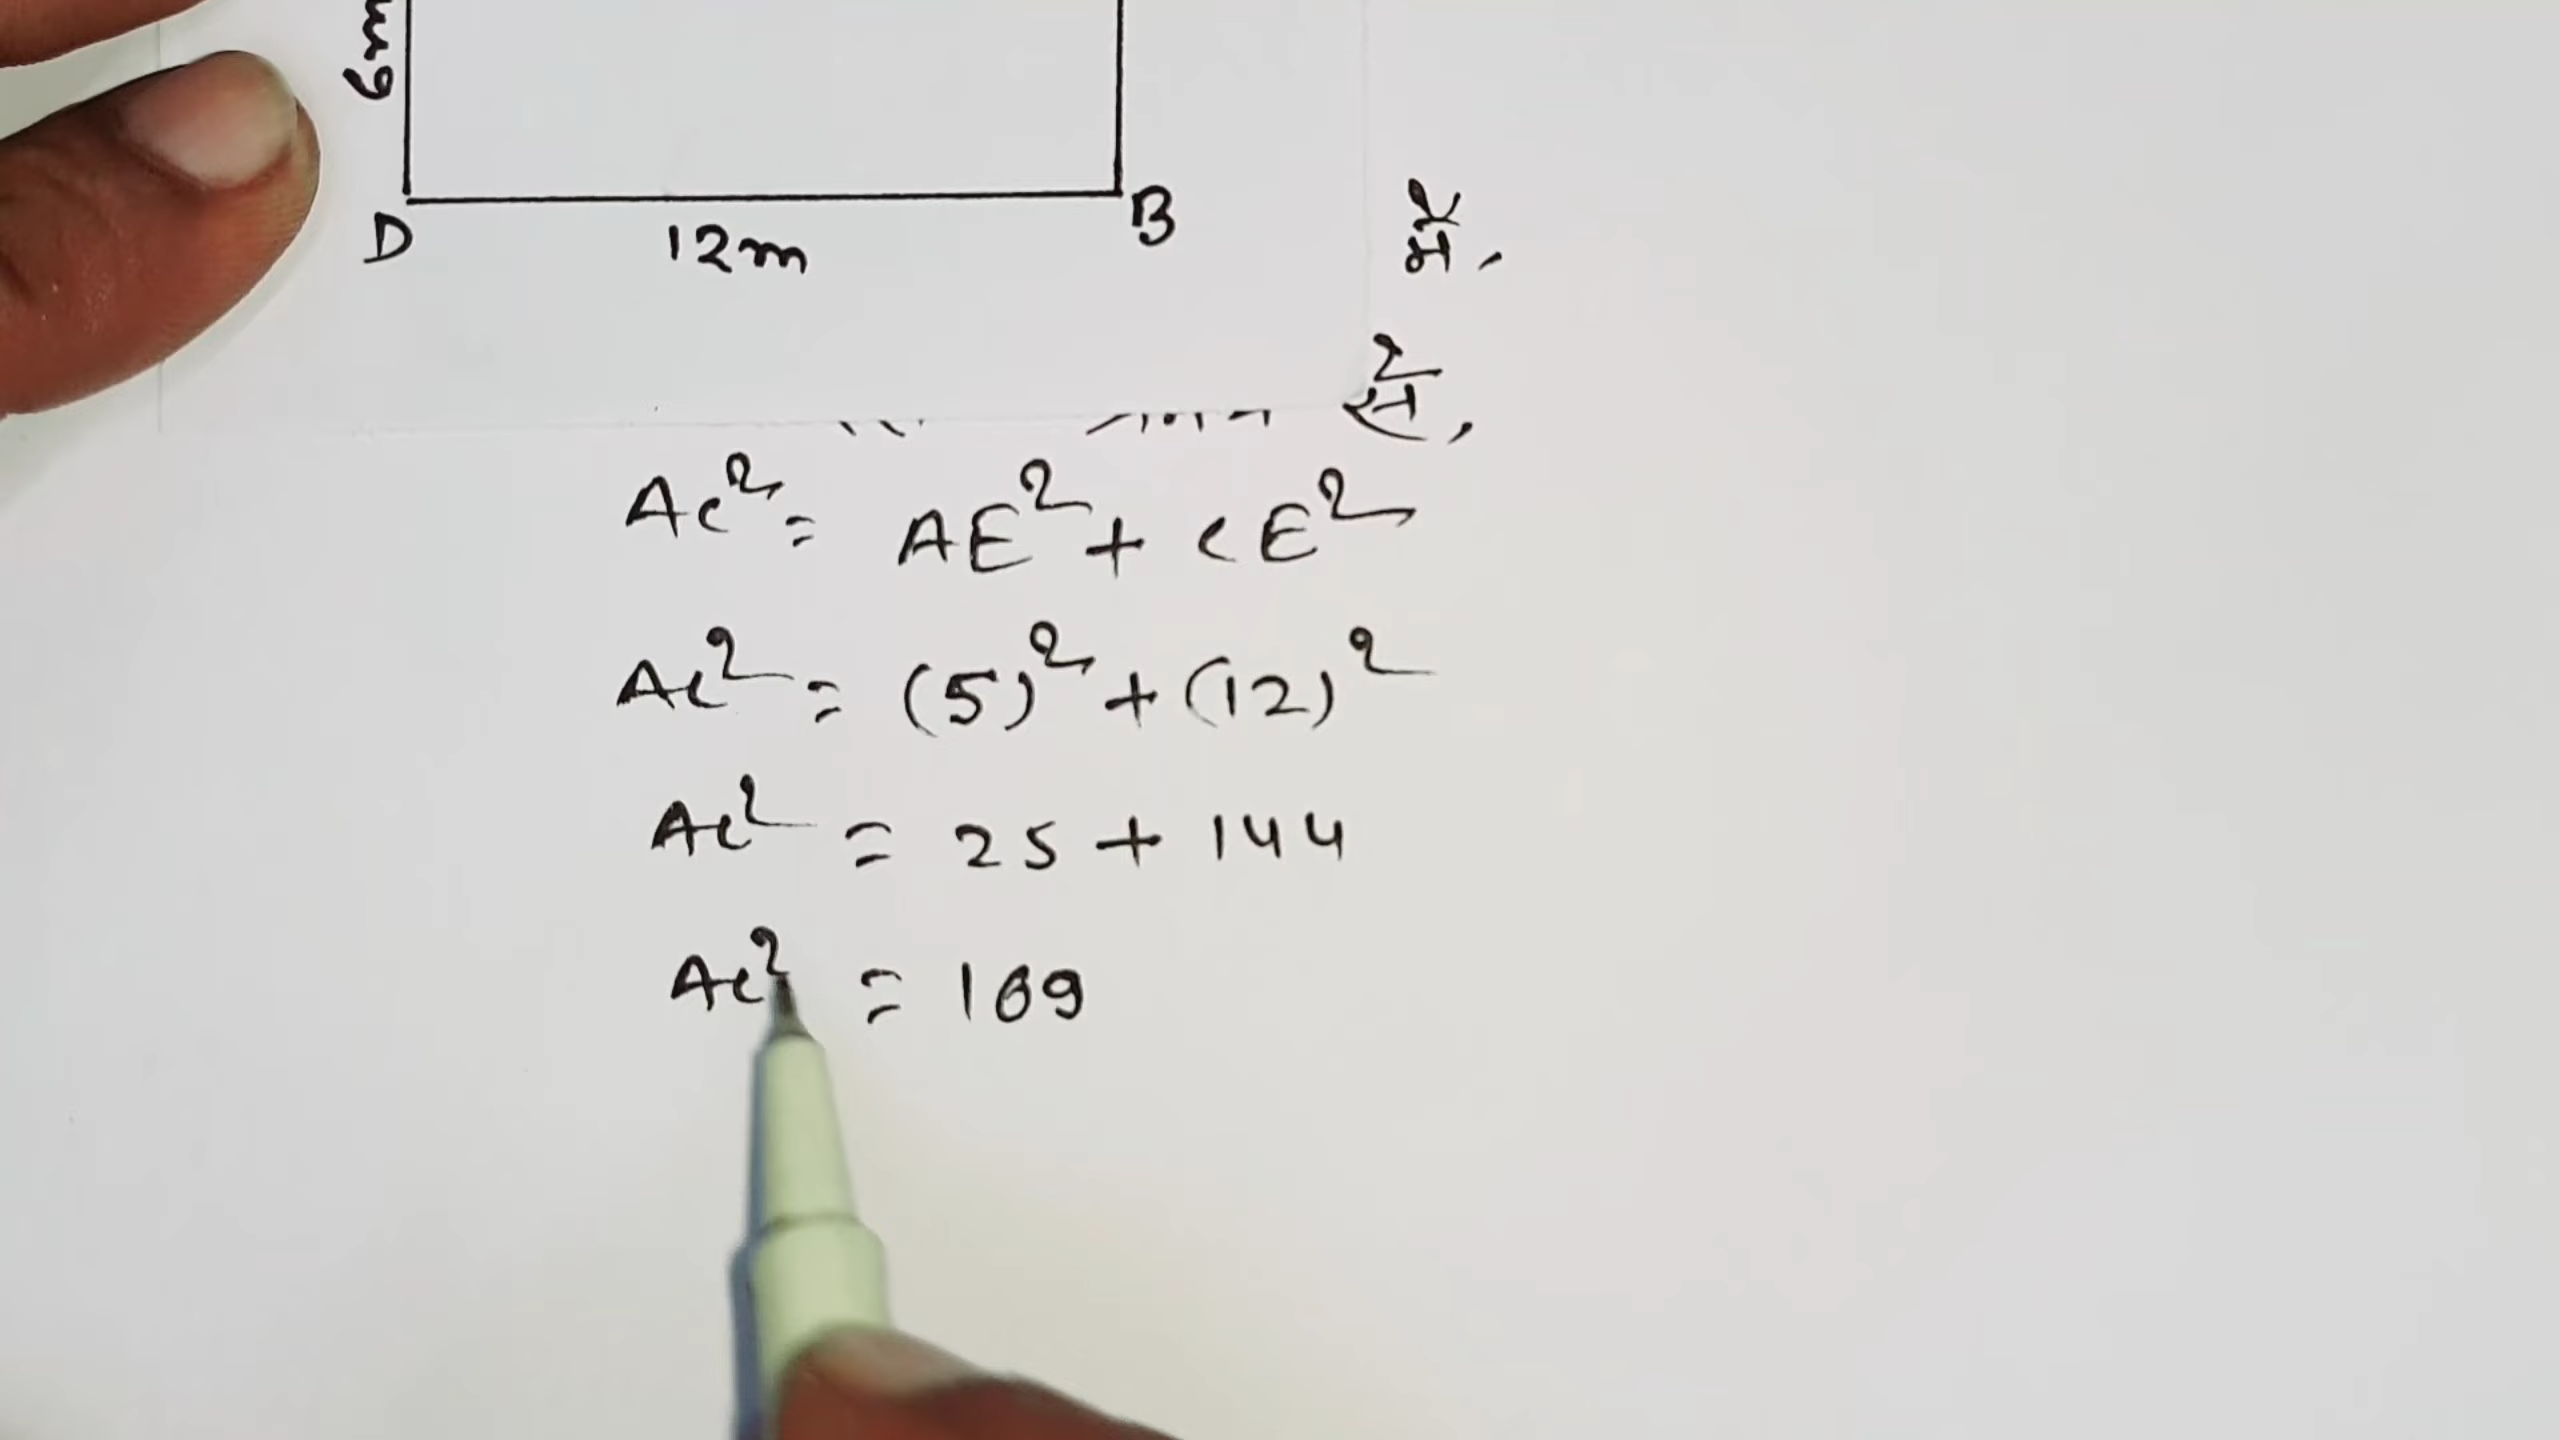 6m
D
12m
B
Ac² = AE² + cE²
Ac² = (5)² + (12)²
Ac² = 25 + 144
Ac² = 169